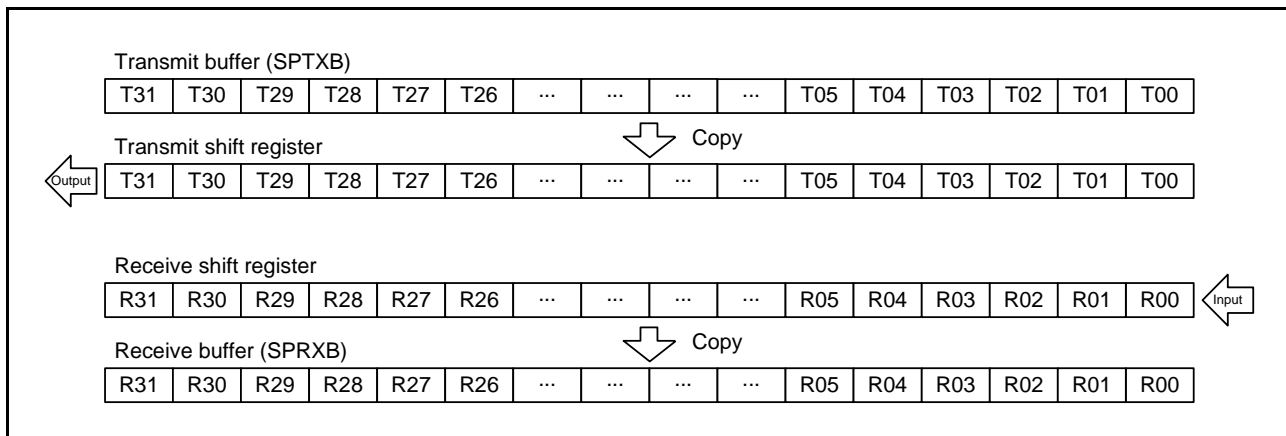 Transmit buffer (SPTXB)
T31 T30 T29 T28 T27 T26 ... ... ... ... T05 T04 T03 T02 T01 T00
Copy
Transmit shift register
Output T31 T30 T29 T28 T27 T26 ... ... ... ... T05 T04 T03 T02 T01 T00
Receive shift register
R31 R30 R29 R28 R27 R26 ... ... ... ... R05 R04 R03 R02 R01 R00 Input
Copy
Receive buffer (SPRXB)
R31 R30 R29 R28 R27 R26 ... ... ... ... R05 R04 R03 R02 R01 R00